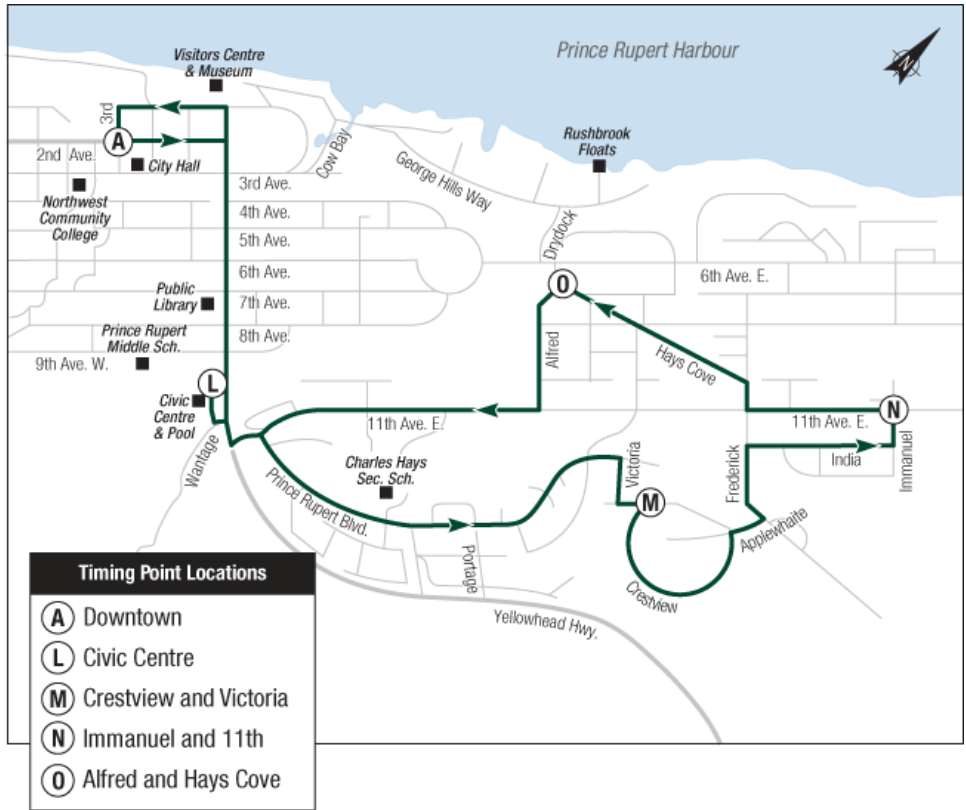 Prince Rupert Harbour
N
Visitors Centre
& Museum
3rd
A
2nd Ave.
City Hall
Northwest
Community
College
Cow Bay
George Hills Way
Rushbrook
Floats
Drydock
3rd Ave.
4th Ave.
5th Ave.
6th Ave.
7th Ave.
8th Ave.
6th Ave. E.
Public
Library
Prince Rupert
Middle Sch.
9th Ave. W.
O
Alfred
Hays Cove
L
Civic
Centre
& Pool
Wantage
11th Ave. E.
11th Ave. E.
N
India
Immanuel
Charles Hays
Sec. Sch.
Prince Rupert Blvd.
Victoria
M
Frederick
Applewhaite
Portage
Crestview
Yellowhead Hwy.
Timing Point Locations
A Downtown
L Civic Centre
M Crestview and Victoria
N Immanuel and 11th
O Alfred and Hays Cove